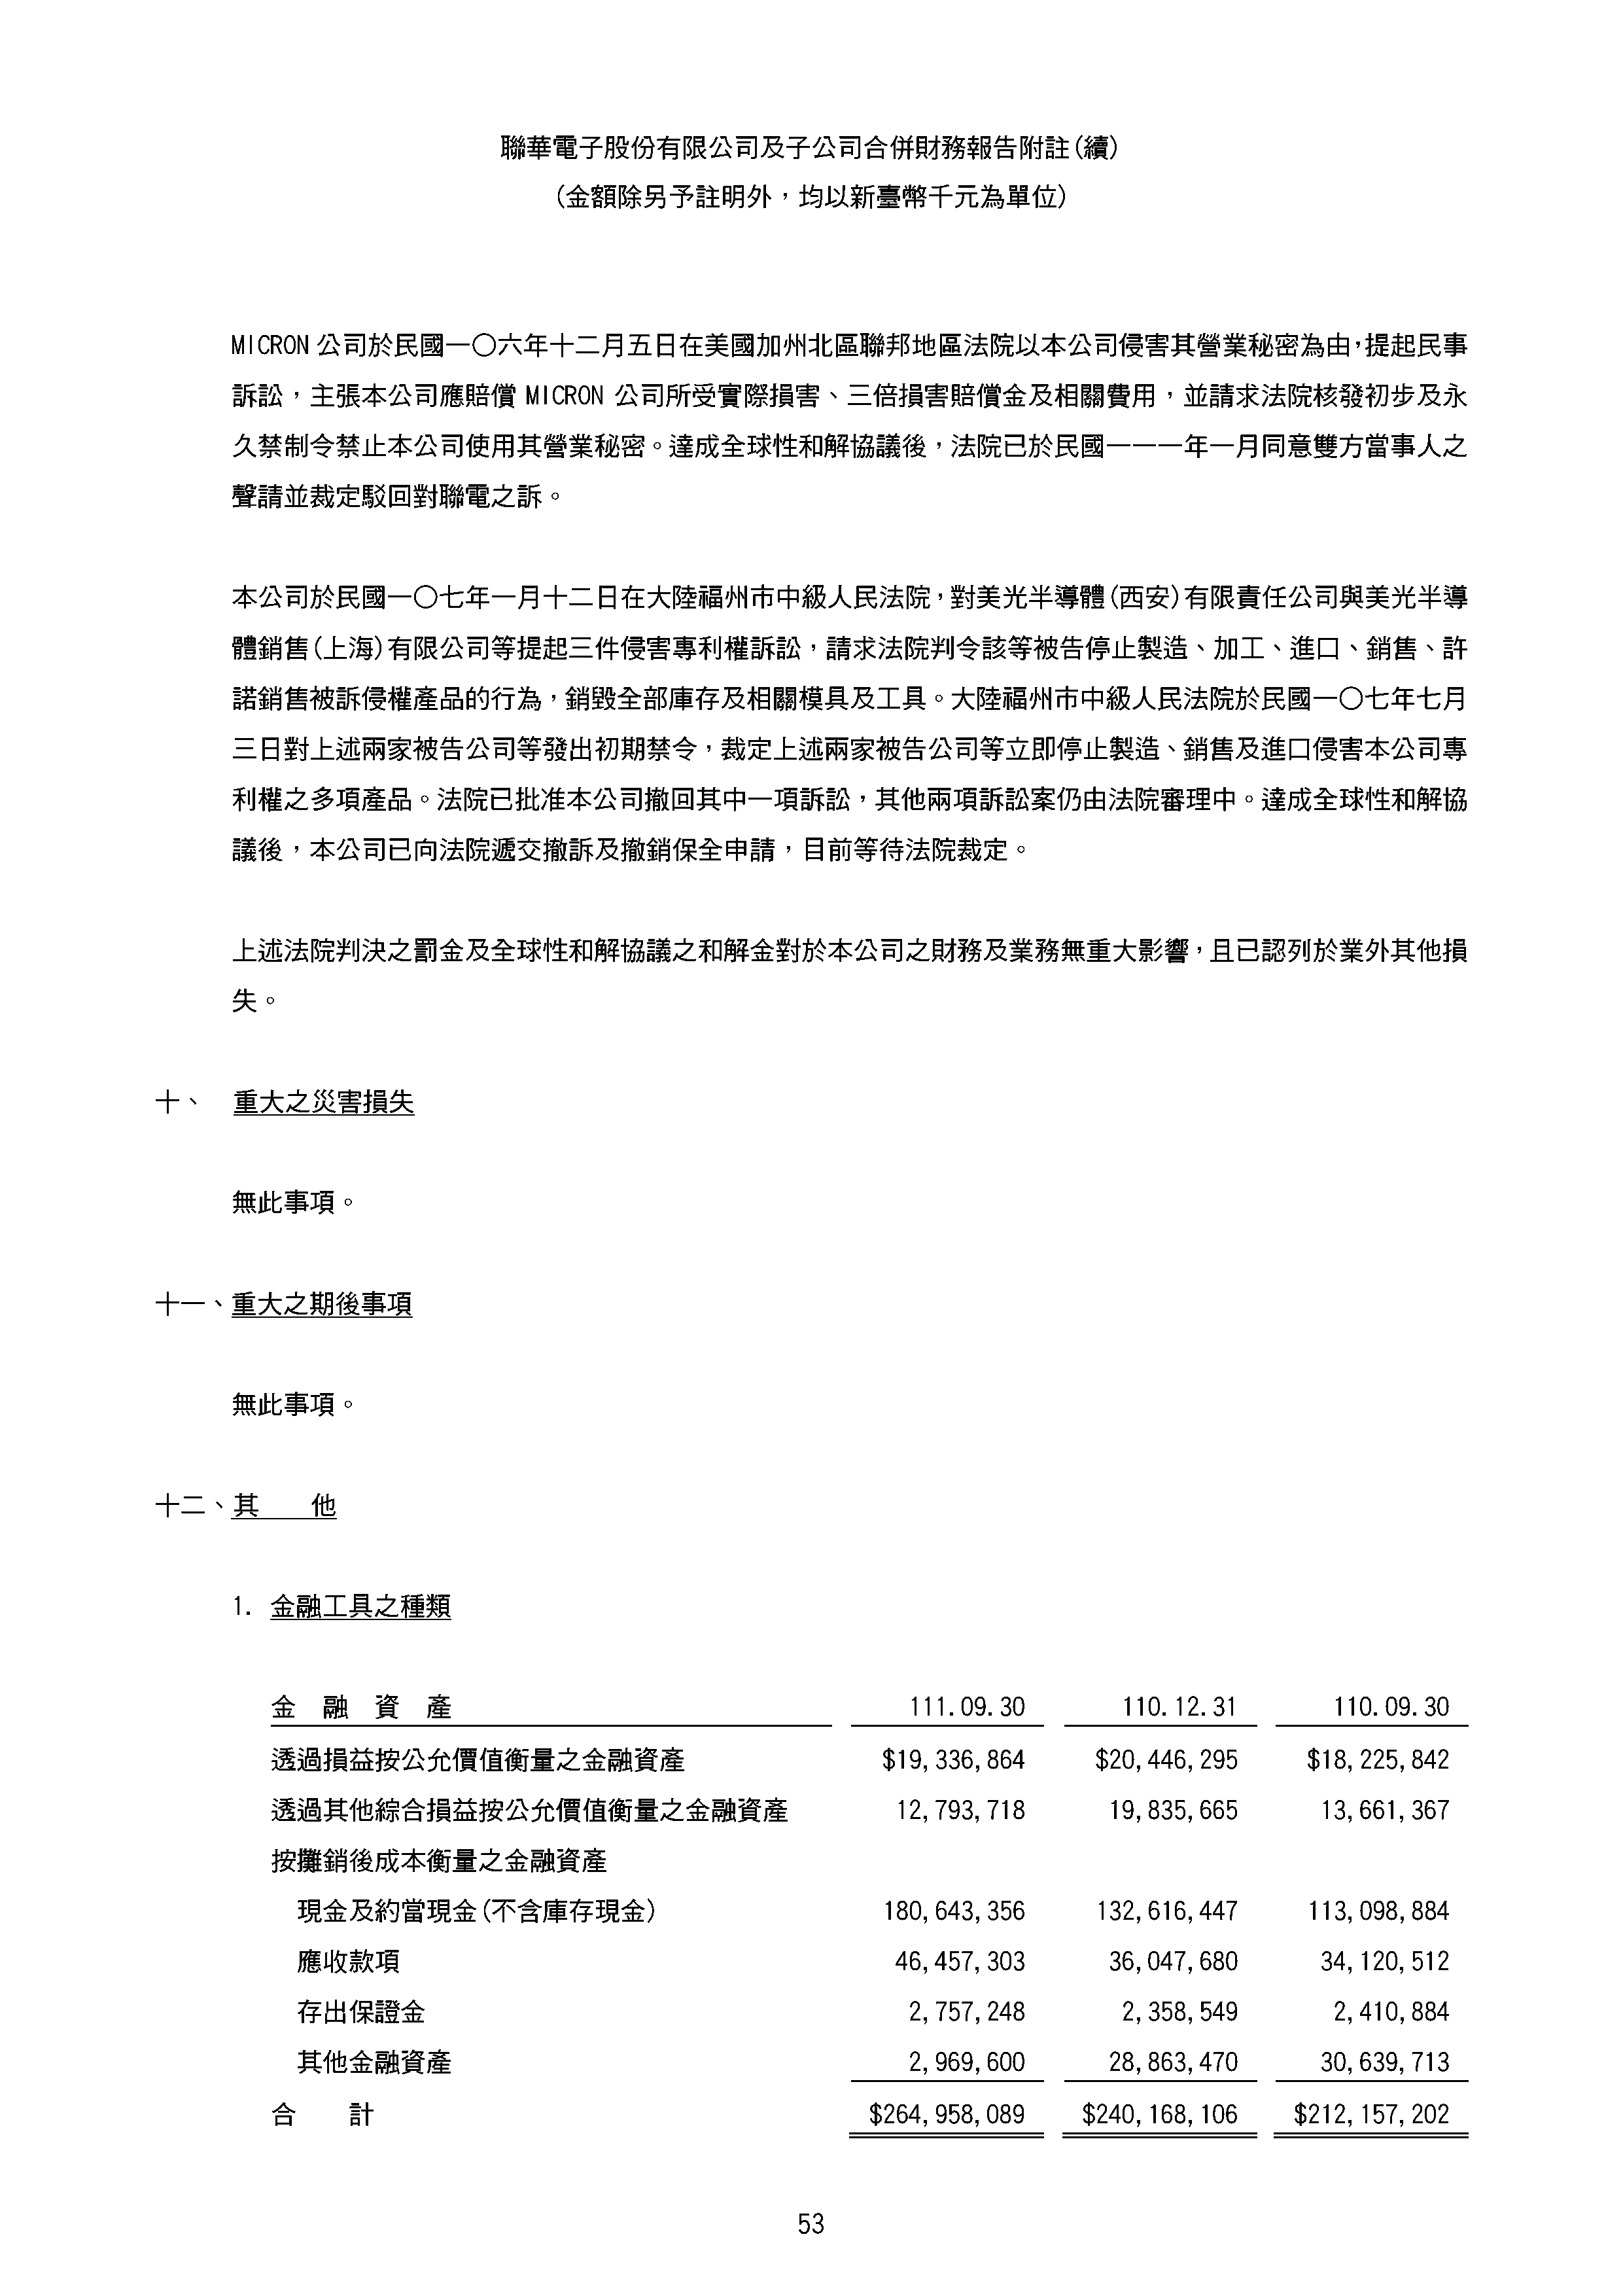 聯華電子股份有限公司及子公司合併財務報告附註(續)
(金額除另予註明外，均以新臺幣千元為單位)
MICRON 公司於民國一〇六年十二月五日在美國加州北區聯邦地區法院以本公司侵害其營業秘密為由，提起民事
訴訟，主張本公司應賠償 MICRON 公司所受實際損害、三倍損害賠償金及相關費用，並請求法院核發初步及永
久禁制令禁止本公司使用其營業秘密。達成全球性和解協議後，法院已於民國一一一年一月同意雙方當事人之
聲請並裁定駁回對聯電之訴。
本公司於民國一〇七年一月十二日在大陸福州市中級人民法院，對美光半導體(西安)有限責任公司與美光半導
體銷售(上海)有限公司等提起三件侵害專利權訴訟，請求法院判令該等被告停止製造、加工、進口、銷售、許
諾銷售被訴侵權產品的行為，銷毀全部庫存及相關模具及工具。大陸福州市中級人民法院於民國一〇七年七月
三日對上述兩家被告公司等發出初期禁令，裁定上述兩家被告公司等立即停止製造、銷售及進口侵害本公司專
利權之多項產品。法院已批准本公司撤回其中一項訴訟，其他兩項訴訟案仍由法院審理中。達成全球性和解協
議後，本公司已向法院遞交撤訴及撤銷保全申請，目前等待法院裁定。
上述法院判決之罰金及全球性和解協議之和解金對於本公司之財務及業務無重大影響，且已認列於業外其他損
失。
十、 重大之災害損失
無此事項。
十一、重大之期後事項
無此事項。
十二、其　　他
1. 金融工具之種類
金　融　資　產 111.09.30 110.12.31 110.09.30
透過損益按公允價值衡量之金融資產 $19,336,864 $20,446,295 $18,225,842
透過其他綜合損益按公允價值衡量之金融資產 12,793,718 19,835,665 13,661,367
按攤銷後成本衡量之金融資產
現金及約當現金(不含庫存現金) 180,643,356 132,616,447 113,098,884
應收款項 46,457,303 36,047,680 34,120,512
存出保證金 2,757,248 2,358,549 2,410,884
其他金融資產 2,969,600 28,863,470 30,639,713
合　　計 $264,958,089 $240,168,106 $212,157,202
53